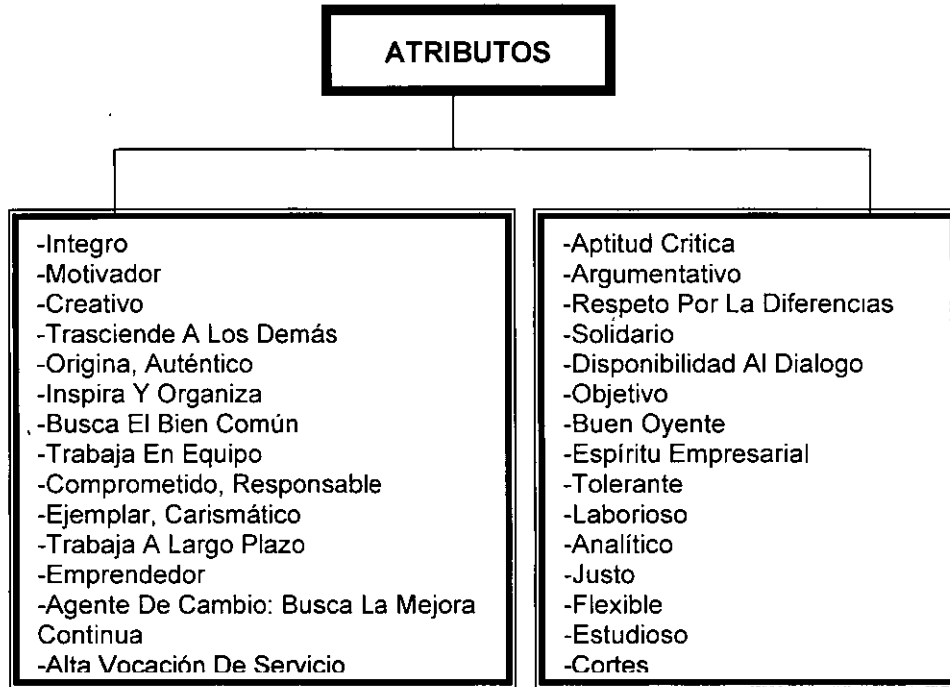 ATRIBUTOS
-Integro
-Motivador
-Creativo
-Trasciende A Los Demás
-Origina, Auténtico
-Inspira Y Organiza
-Busca El Bien Común
-Trabaja En Equipo
-Comprometido, Responsable
-Ejemplar, Carismático
-Trabaja A Largo Plazo
-Emprendedor
-Agente De Cambio: Busca La Mejora
Continua
-Alta Vocación De Servicio
-Aptitud Critica
-Argumentativo
-Respeto Por La Diferencias
-Solidario
-Disponibilidad Al Dialogo
-Objetivo
-Buen Oyente
-Espíritu Empresarial
-Tolerante
-Laborioso
-Analítico
-Justo
-Flexible
-Estudioso
-Cortes